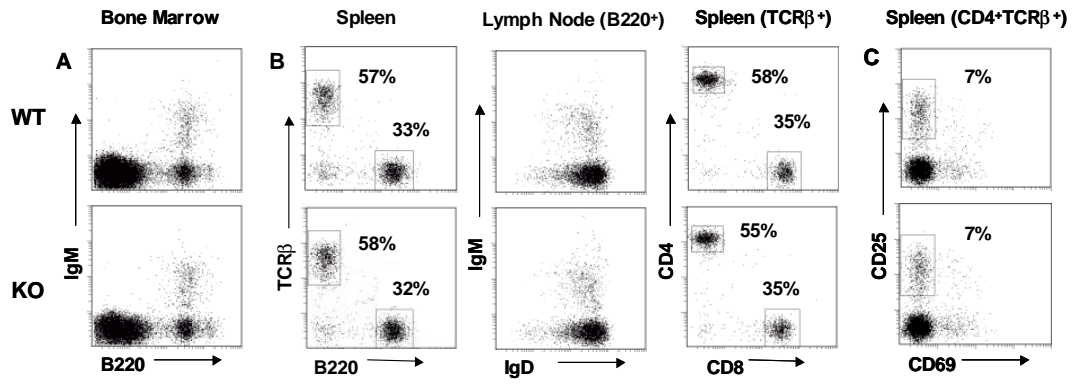 Bone Marrow Spleen Lymph Node (B220⁺) Spleen (TCRβ⁺) Spleen (CD4⁺TCRβ⁺)
A B C
WT
57% 58% 7%
33% 35%
KO
58% 55% 7%
32% 35%
IgM TCRβ IgM CD4 CD25
B220 B220 IgD CD8 CD69